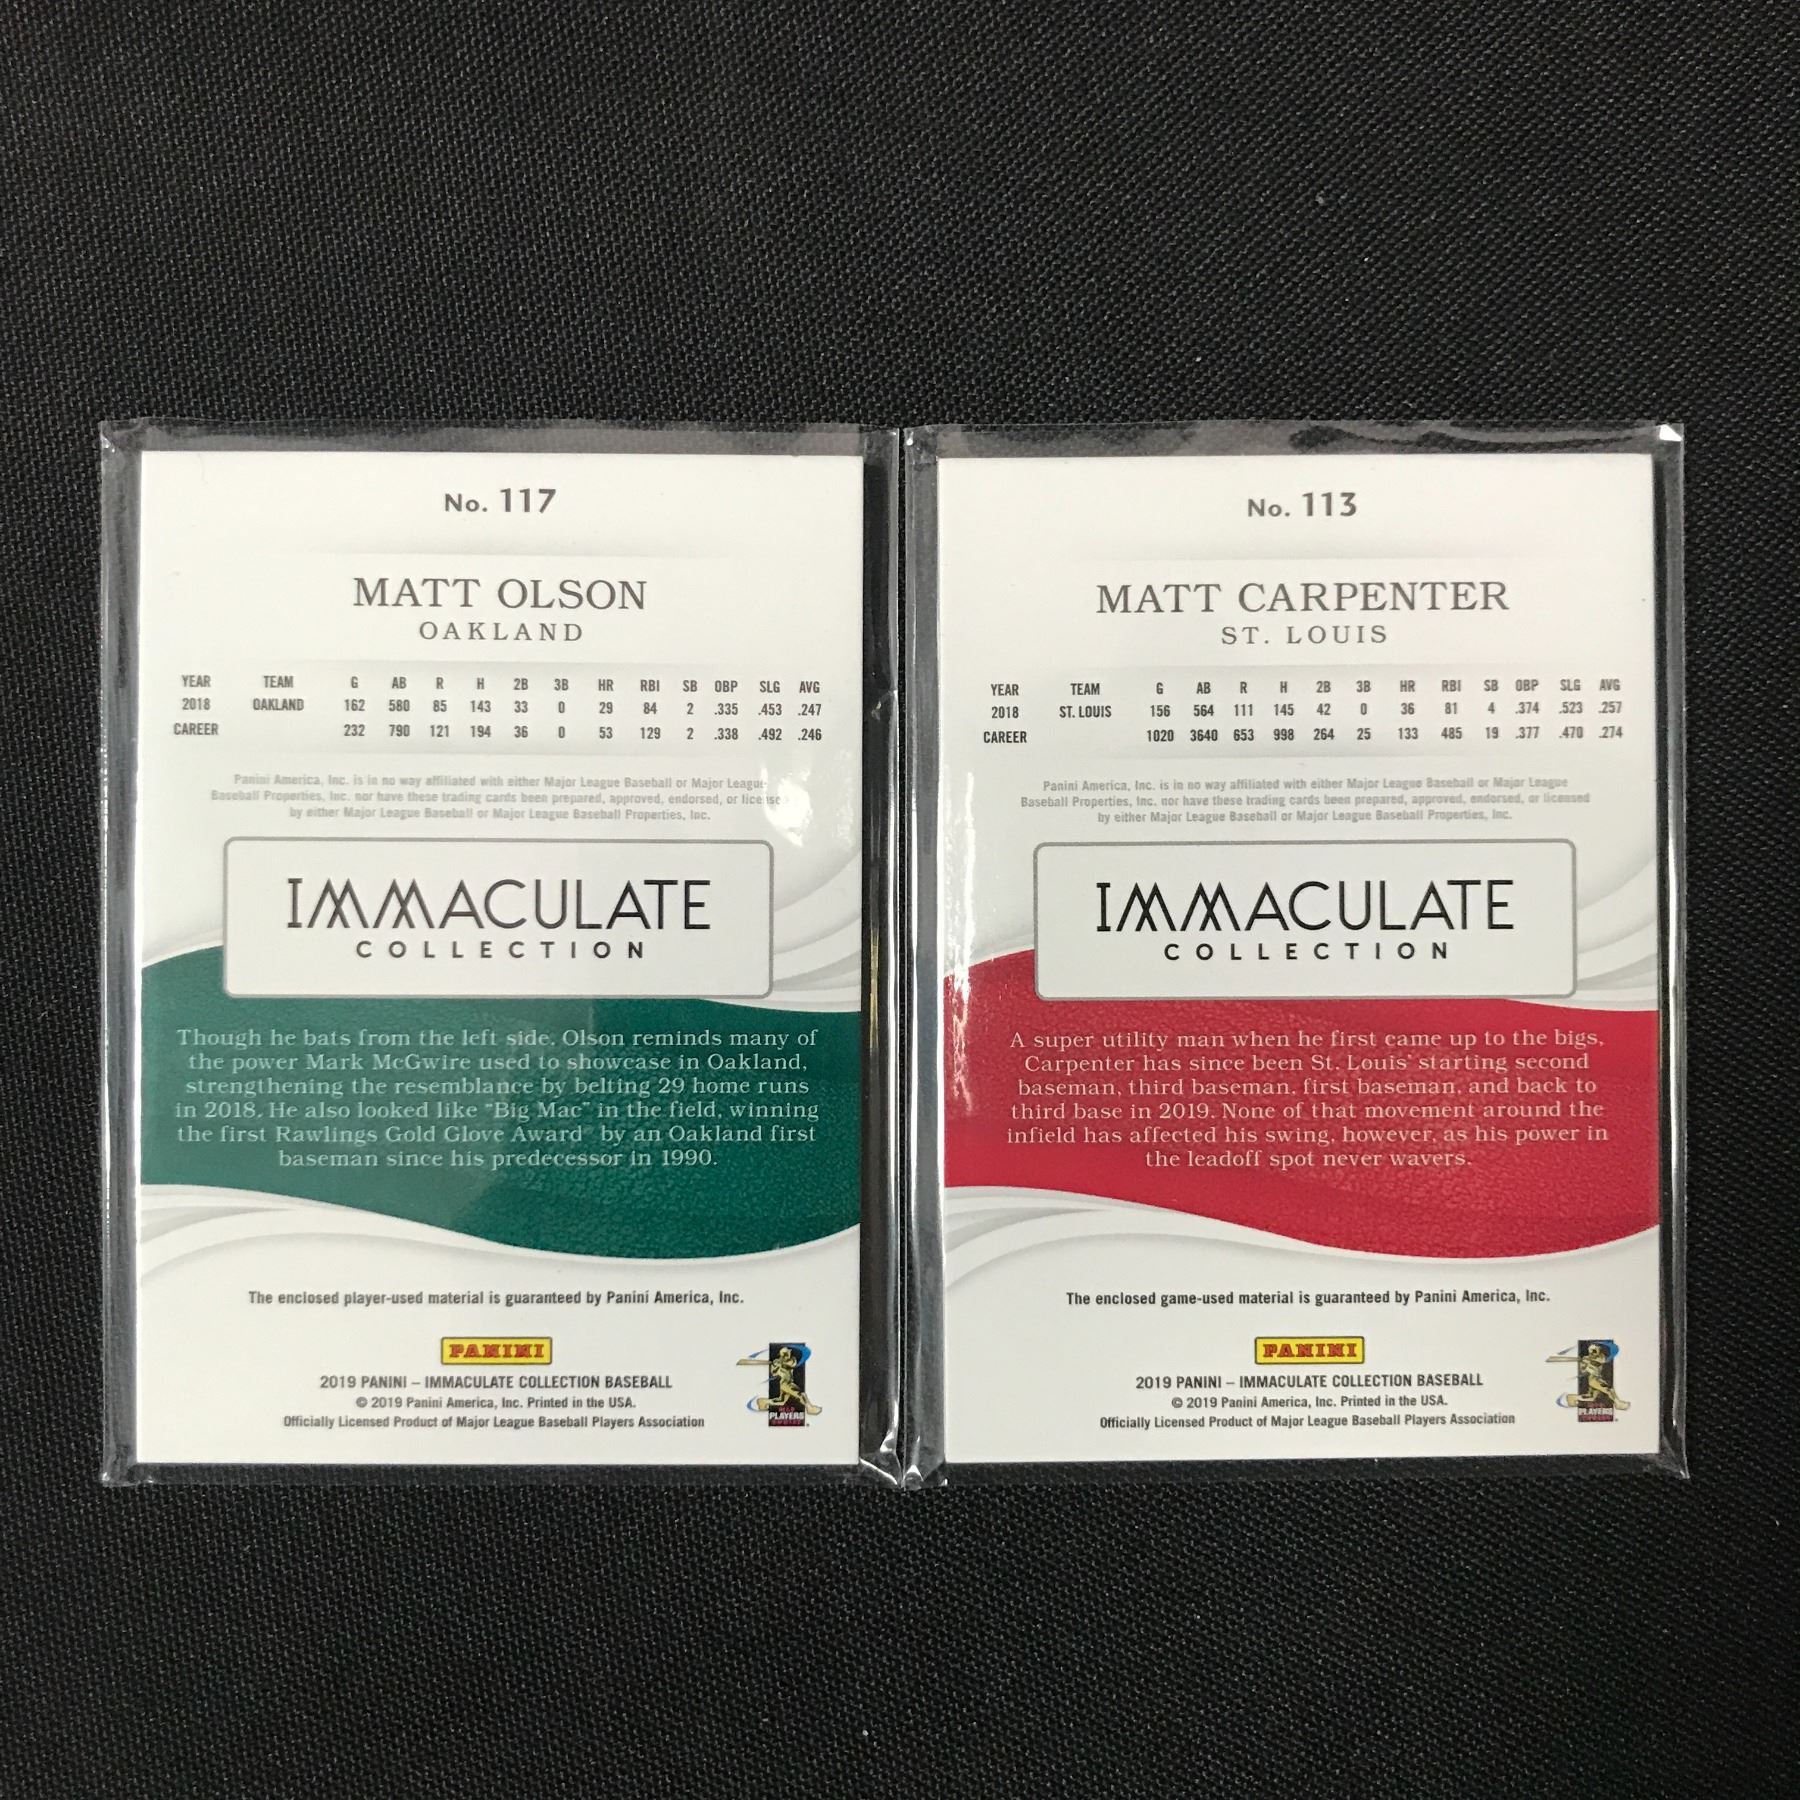 No. 117
MATT OLSON
OAKLAND
YEAR TEAM G AB R H 2B 3B HR RBI SB OBP SLG AVG
2018 OAKLAND 162 580 85 143 33 0 29 84 2 .335 .453 .247
CAREER 232 790 121 194 36 0 53 129 2 .338 .492 .246
Panini America, Inc. is in no way affiliated with either Major League Baseball or Major League
Baseball Properties, Inc. nor have these trading cards been prepared, approved, endorsed, or license
by either Major League Baseball or Major League Baseball Properties, Inc.
IMMACULATE
COLLECTION
Though he bats from the left side, Olson reminds many of
the power Mark McGwire used to showcase in Oakland,
strengthening the resemblance by belting 29 home runs
in 2018. He also looked like "Big Mac" in the field, winning
the first Rawlings Gold Glove Award® by an Oakland first
baseman since his predecessor in 1990.
The enclosed player-used material is guaranteed by Panini America, Inc.
PANINI
2019 PANINI – IMMACULATE COLLECTION BASEBALL
© 2019 Panini America, Inc. Printed in the USA.
Officially Licensed Product of Major League Baseball Players Association
PLAYERS
No. 113
MATT CARPENTER
ST. LOUIS
YEAR TEAM G AB R H 2B 3B HR RBI SB OBP SLG AVG
2018 ST. LOUIS 156 564 111 145 42 0 36 81 4 .374 .523 .257
CAREER 1020 3640 653 998 264 25 133 485 19 .377 .470 .274
Panini America, Inc. is in no way affiliated with either Major League Baseball or Major League
Baseball Properties, Inc. nor have these trading cards been prepared, approved, endorsed, or licensed
by either Major League Baseball or Major League Baseball Properties, Inc.
IMMACULATE
COLLECTION
A super utility man when he first came up to the bigs,
Carpenter has since been St. Louis' starting second
baseman, third baseman, first baseman, and back to
third base in 2019. None of that movement around the
infield has affected his swing, however, as his power in
the leadoff spot never wavers.
The enclosed game-used material is guaranteed by Panini America, Inc.
PANINI
2019 PANINI – IMMACULATE COLLECTION BASEBALL
© 2019 Panini America, Inc. Printed in the USA.
Officially Licensed Product of Major League Baseball Players Association
PLAYERS